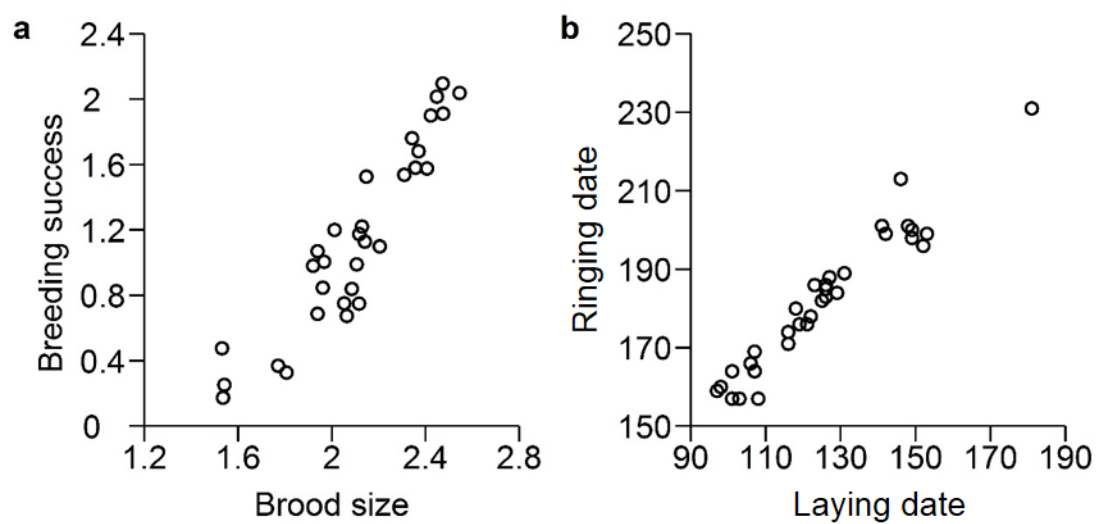 a
2.4
2
1.6
1.2
0.8
0.4
0
Breeding success
1.2 1.6 2 2.4 2.8
Brood size
b
250
230
210
190
170
150
Ringing date
90 110 130 150 170 190
Laying date